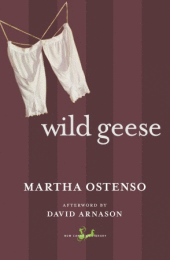 wild geese
MARTHA OSTENSO
AFTERWORD BY
DAVID ARNASON